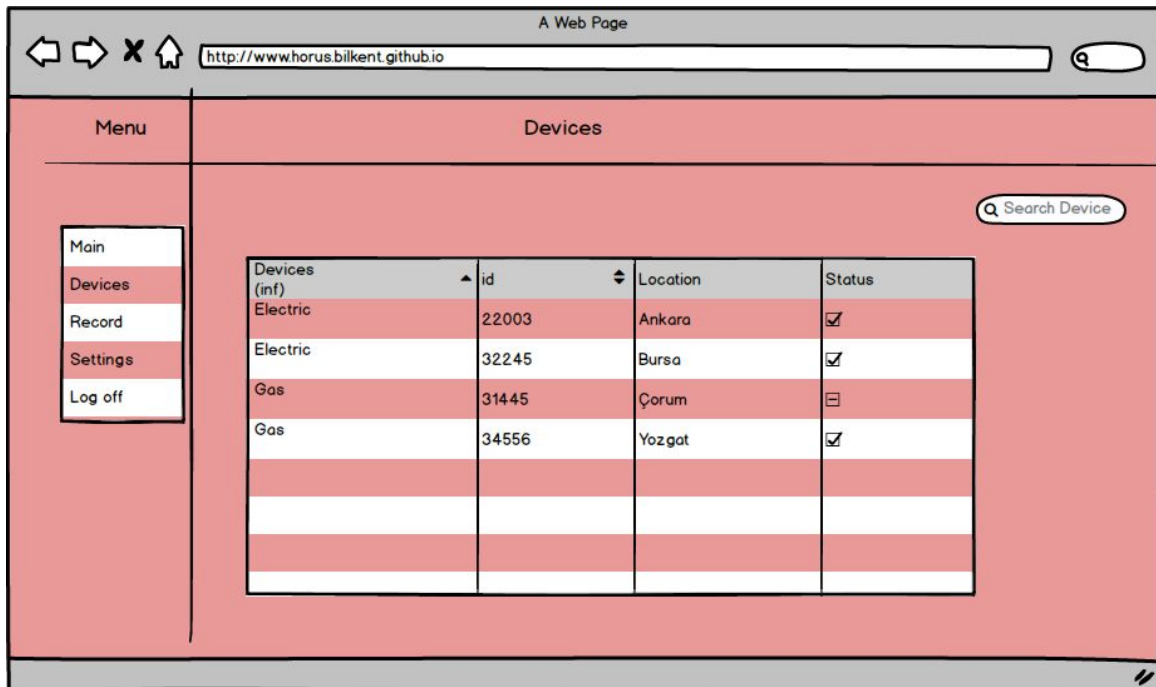 A Web Page
http://www.horus.bilkent.github.io
Menu
Devices
Search Device
Main
Devices
Record
Settings
Log off
Devices
(inf)
id
Location
Status
Electric
22003
Ankara
Electric
32245
Bursa
Gas
31445
Çorum
Gas
34556
Yozgat